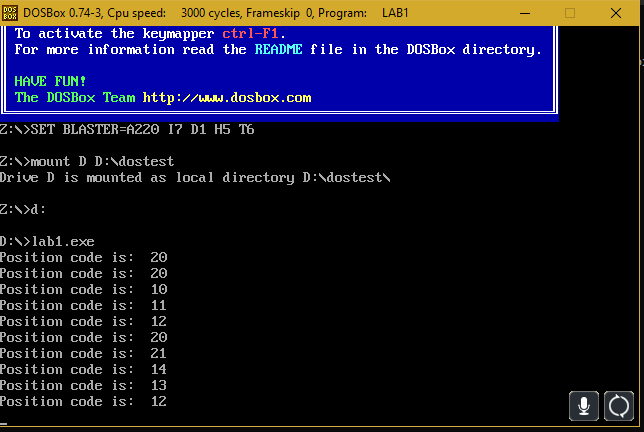 DOS
BOX
DOSBox 0.74-3, Cpu speed: 3000 cycles, Frameskip 0, Program: LAB1
To activate the keymapper ctrl-F1.
For more information read the README file in the DOSBox directory.
HAVE FUN!
The DOSBox Team http://www.dosbox.com
Z:\>SET BLASTER=A220 I7 D1 H5 T6
Z:\>mount D D:\dostest
Drive D is mounted as local directory D:\dostest\
Z:\>d:
D:\>lab1.exe
Position code is: 20
Position code is: 20
Position code is: 10
Position code is: 11
Position code is: 12
Position code is: 20
Position code is: 21
Position code is: 14
Position code is: 13
Position code is: 12